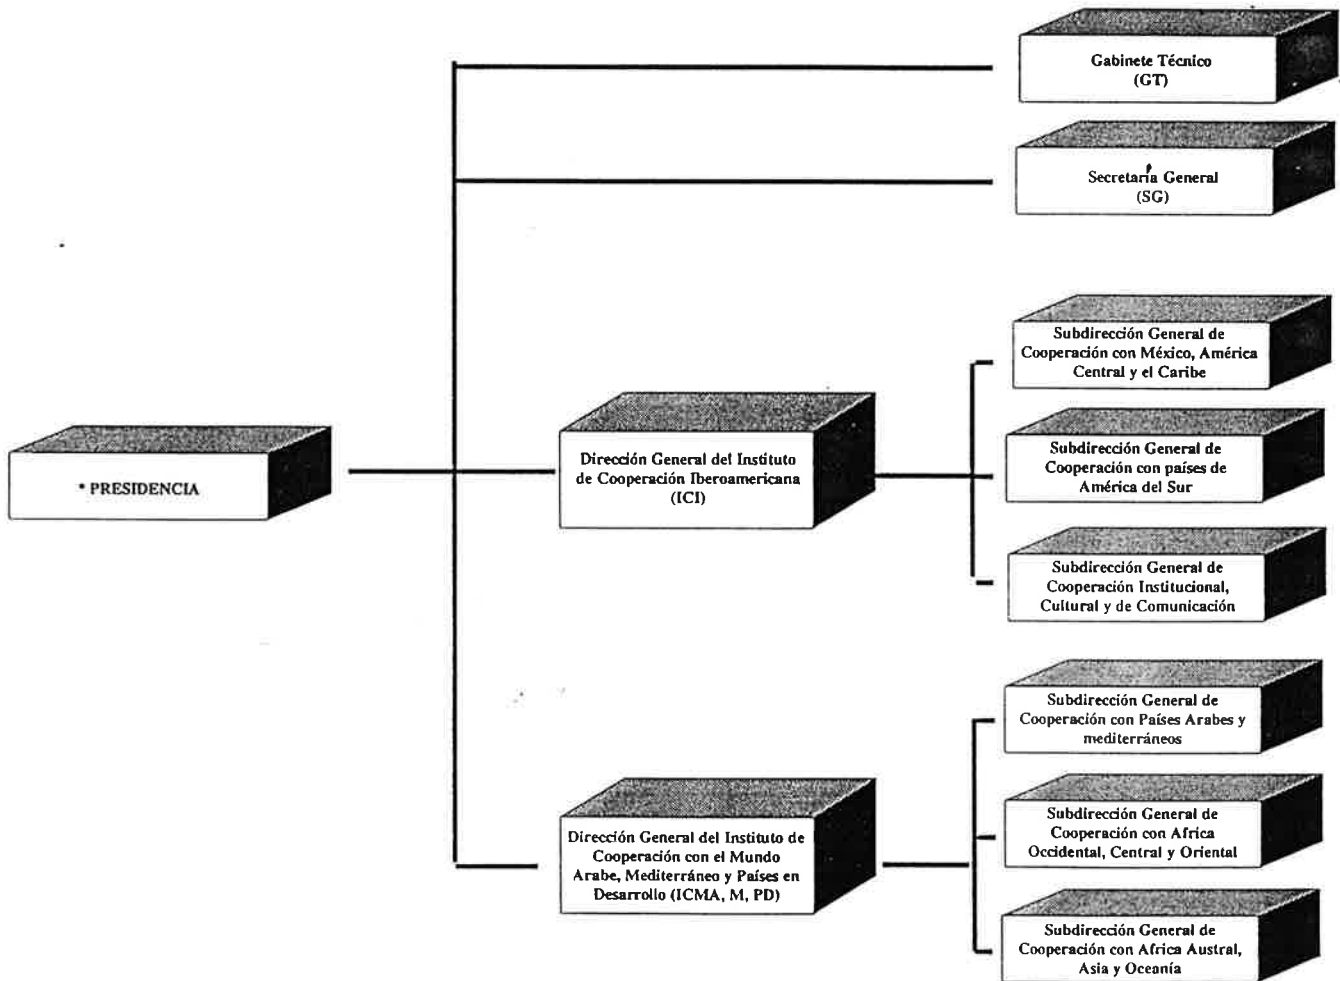 Gabinete Técnico
(GT)
Secretaría General
(SG)
Subdirección General de
Cooperación con México, América
Central y el Caribe
* PRESIDENCIA
Dirección General del Instituto
de Cooperación Iberoamericana
(ICI)
Subdirección General de
Cooperación con países de
América del Sur
Subdirección General de
Cooperación Institucional,
Cultural y de Comunicación
Subdirección General de
Cooperación con Países Arabes y
mediterráneos
Dirección General del Instituto de
Cooperación con el Mundo
Arabe, Mediterráneo y Países en
Desarrollo (ICMA, M, PD)
Subdirección General de
Cooperación con Africa
Occidental, Central y Oriental
Subdirección General de
Cooperación con Africa Austral,
Asia y Oceanía